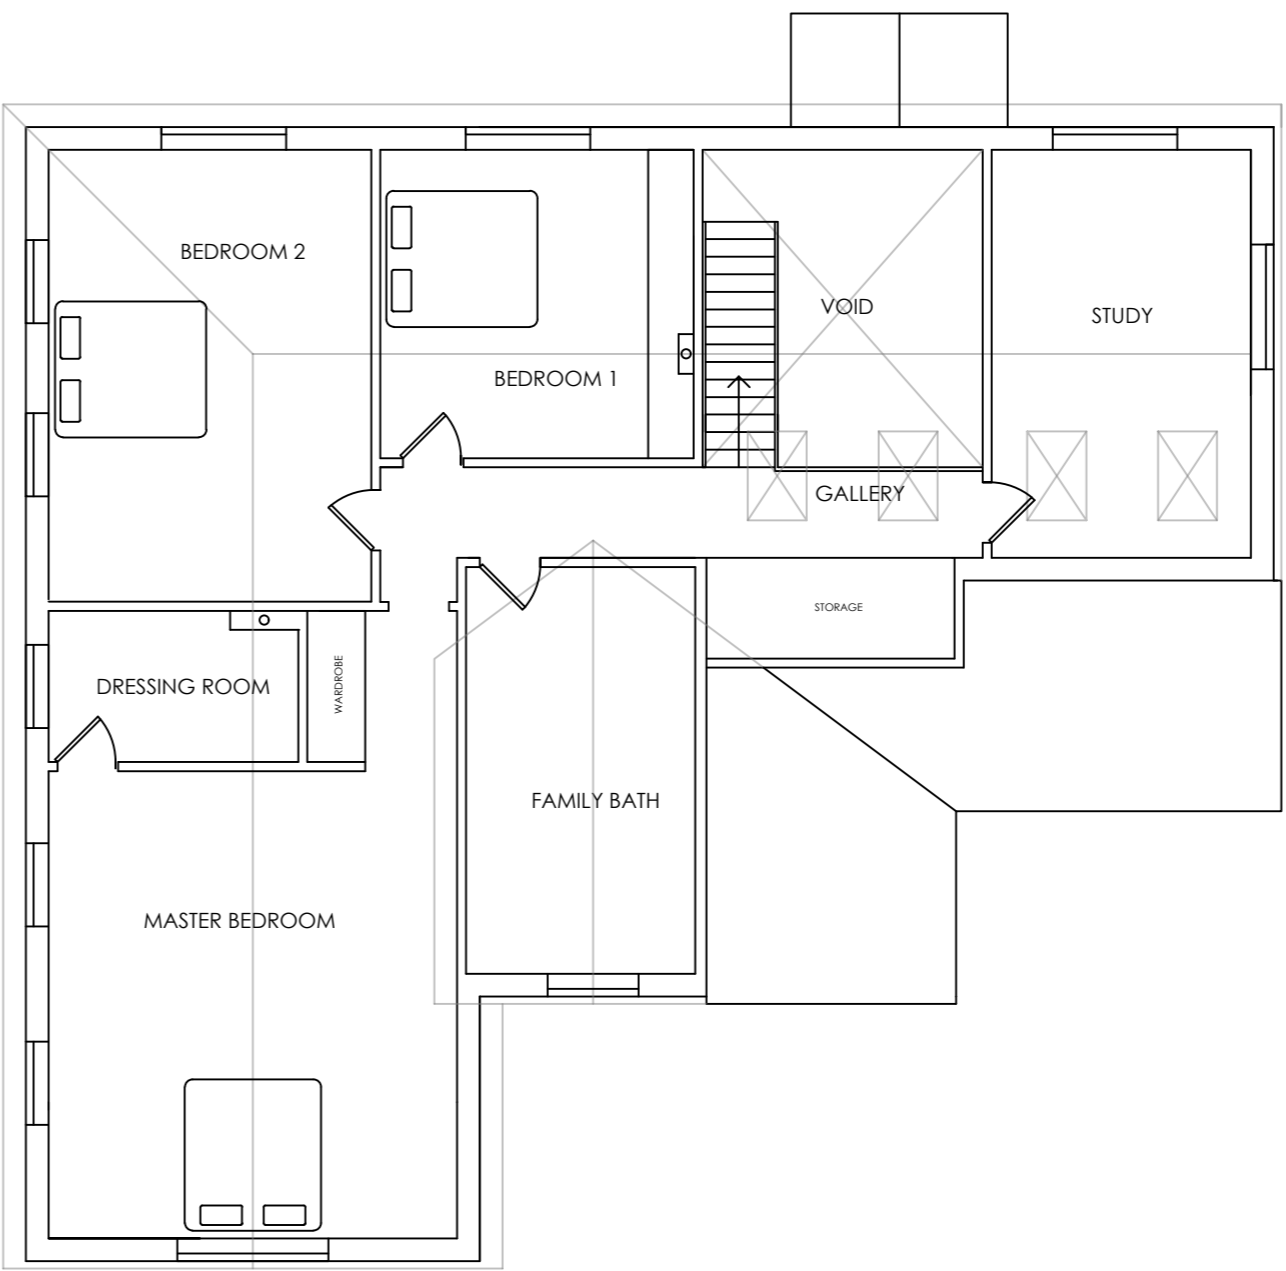 BEDROOM 2
VOID
STUDY
BEDROOM 1
GALLERY
STORAGE
DRESSING ROOM
WARDROBE
FAMILY BATH
MASTER BEDROOM